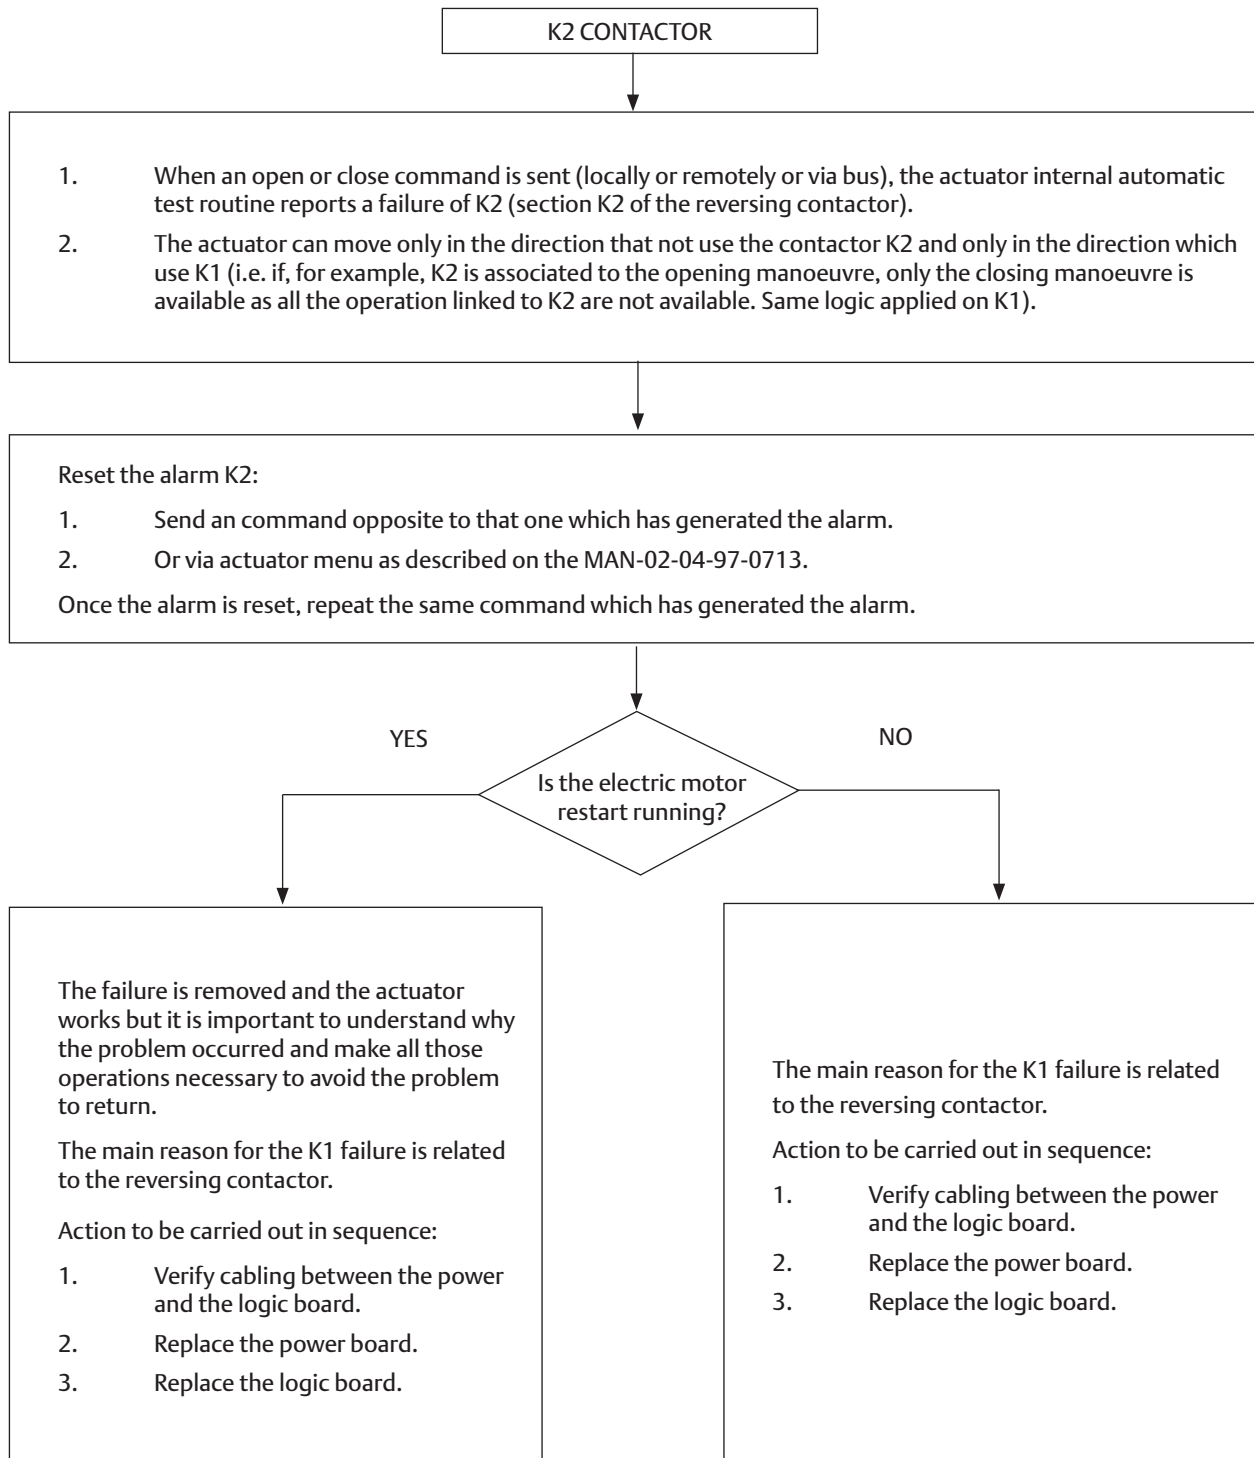 K2 CONTACTOR
1. When an open or close command is sent (locally or remotely or via bus), the actuator internal automatic
test routine reports a failure of K2 (section K2 of the reversing contactor).
2. The actuator can move only in the direction that not use the contactor K2 and only in the direction which
use K1 (i.e. if, for example, K2 is associated to the opening manoeuvre, only the closing manoeuvre is
available as all the operation linked to K2 are not available. Same logic applied on K1).
Reset the alarm K2:
1. Send an command opposite to that one which has generated the alarm.
2. Or via actuator menu as described on the MAN-02-04-97-0713.
Once the alarm is reset, repeat the same command which has generated the alarm.
YES
NO
Is the electric motor
restart running?
The failure is removed and the actuator
works but it is important to understand why
the problem occurred and make all those
operations necessary to avoid the problem
to return.
The main reason for the K1 failure is related
to the reversing contactor.
Action to be carried out in sequence:
1. Verify cabling between the power
and the logic board.
2. Replace the power board.
3. Replace the logic board.
The main reason for the K1 failure is related
to the reversing contactor.
Action to be carried out in sequence:
1. Verify cabling between the power
and the logic board.
2. Replace the power board.
3. Replace the logic board.